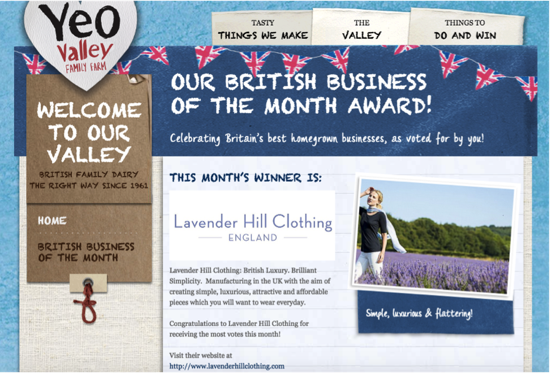 Yeo
Valley
FAMILY FARM
TASTY
THINGS WE MAKE
THE
VALLEY
THINGS TO
DO AND WIN
WELCOME
TO OUR
VALLEY
BRITISH FAMILY DAIRY
THE RIGHT WAY SINCE 1961
HOME
BRITISH BUSINESS
OF THE MONTH
OUR BRITISH BUSINESS
OF THE MONTH AWARD!
Celebrating Britain's best homegrown businesses, as voted for by you!
THIS MONTH'S WINNER IS:
Lavender Hill Clothing
ENGLAND
Lavender Hill Clothing: British Luxury. Brilliant
Simplicity. Manufacturing in the UK with the aim of
creating simple, luxurious, attractive and affordable
pieces which you will want to wear everyday.
Congratulations to Lavender Hill Clothing for
receiving the most votes this month!
Visit their website at
http://www.lavenderhillclothing.com
Simple, luxurious & flattering!